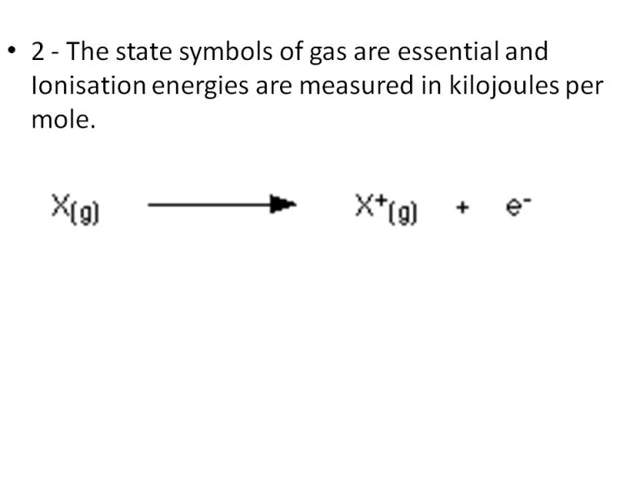 • 2 - The state symbols of gas are essential and
Ionisation energies are measured in kilojoules per
mole.
X(g) ⟶ X⁺(g) + e⁻